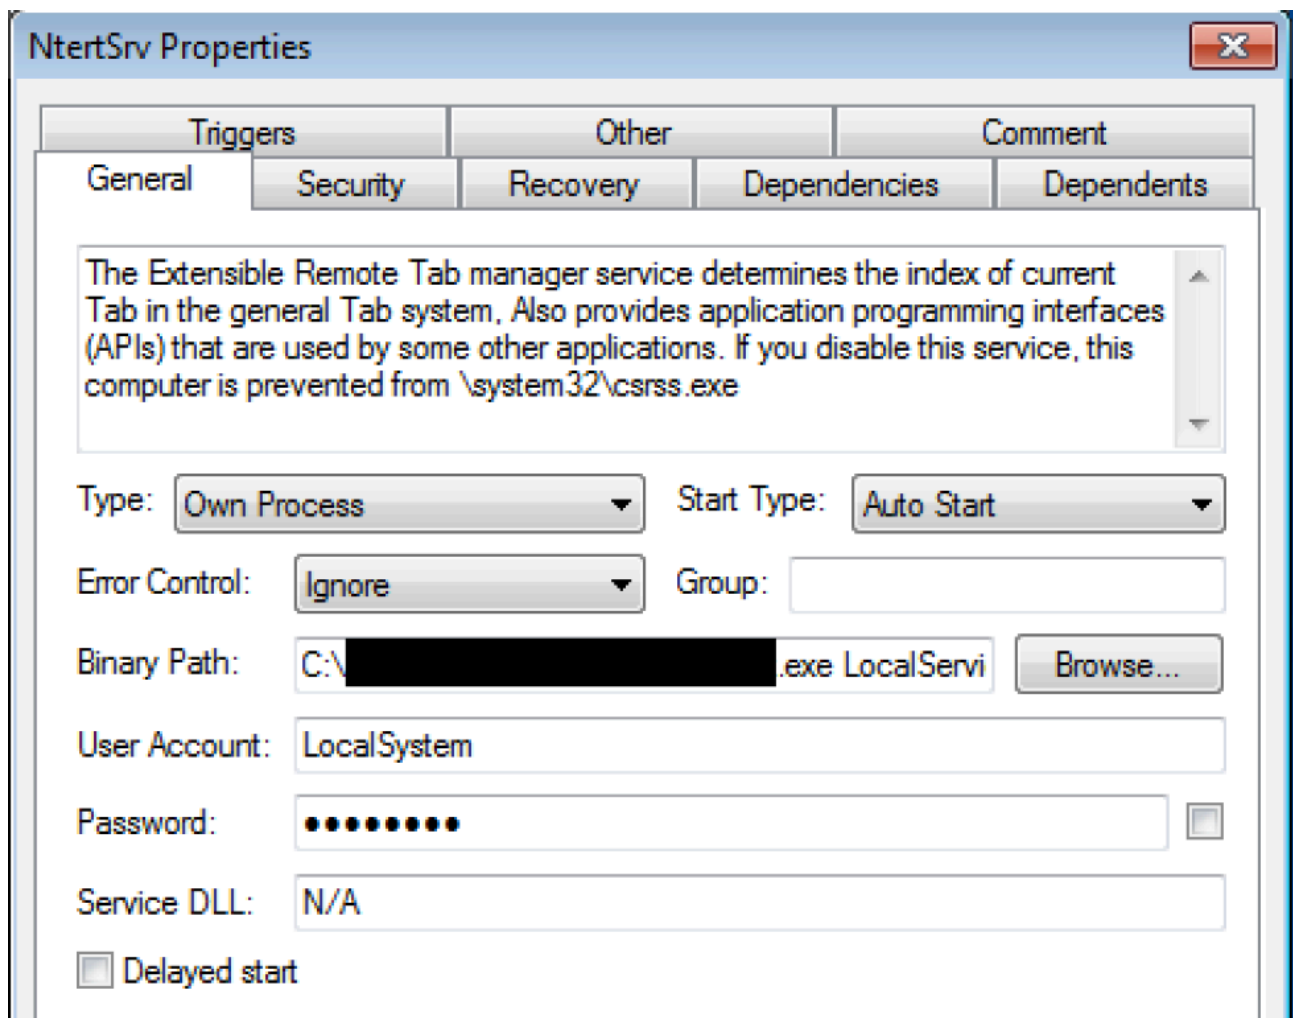 NtertSrv Properties
Triggers Other Comment
General Security Recovery Dependencies Dependents
The Extensible Remote Tab manager service determines the index of current
Tab in the general Tab system, Also provides application programming interfaces
(APIs) that are used by some other applications. If you disable this service, this
computer is prevented from \system32\csrss.exe
Type: Own Process Start Type: Auto Start
Error Control: Ignore Group:
Binary Path: C:\ .exe LocalServi Browse...
User Account: LocalSystem
Password: ••••••••
Service DLL: N/A
Delayed start